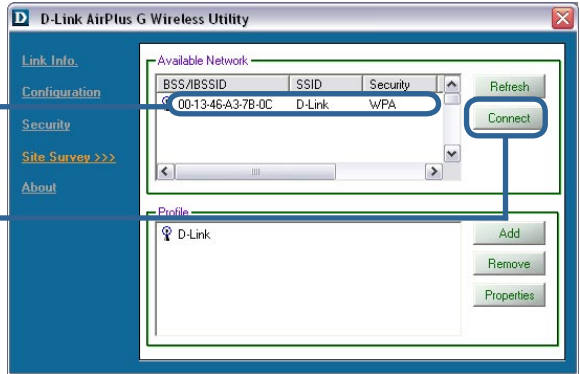 D D-Link AirPlus G Wireless Utility
Link Info.
Configuration
Security
Site Survey >>>
About
Available Network
BSS/IBSSID SSID Security
00-13-46-A3-7B-0C D-Link WPA
Refresh
Connect
Profile
D-Link
Add
Remove
Properties